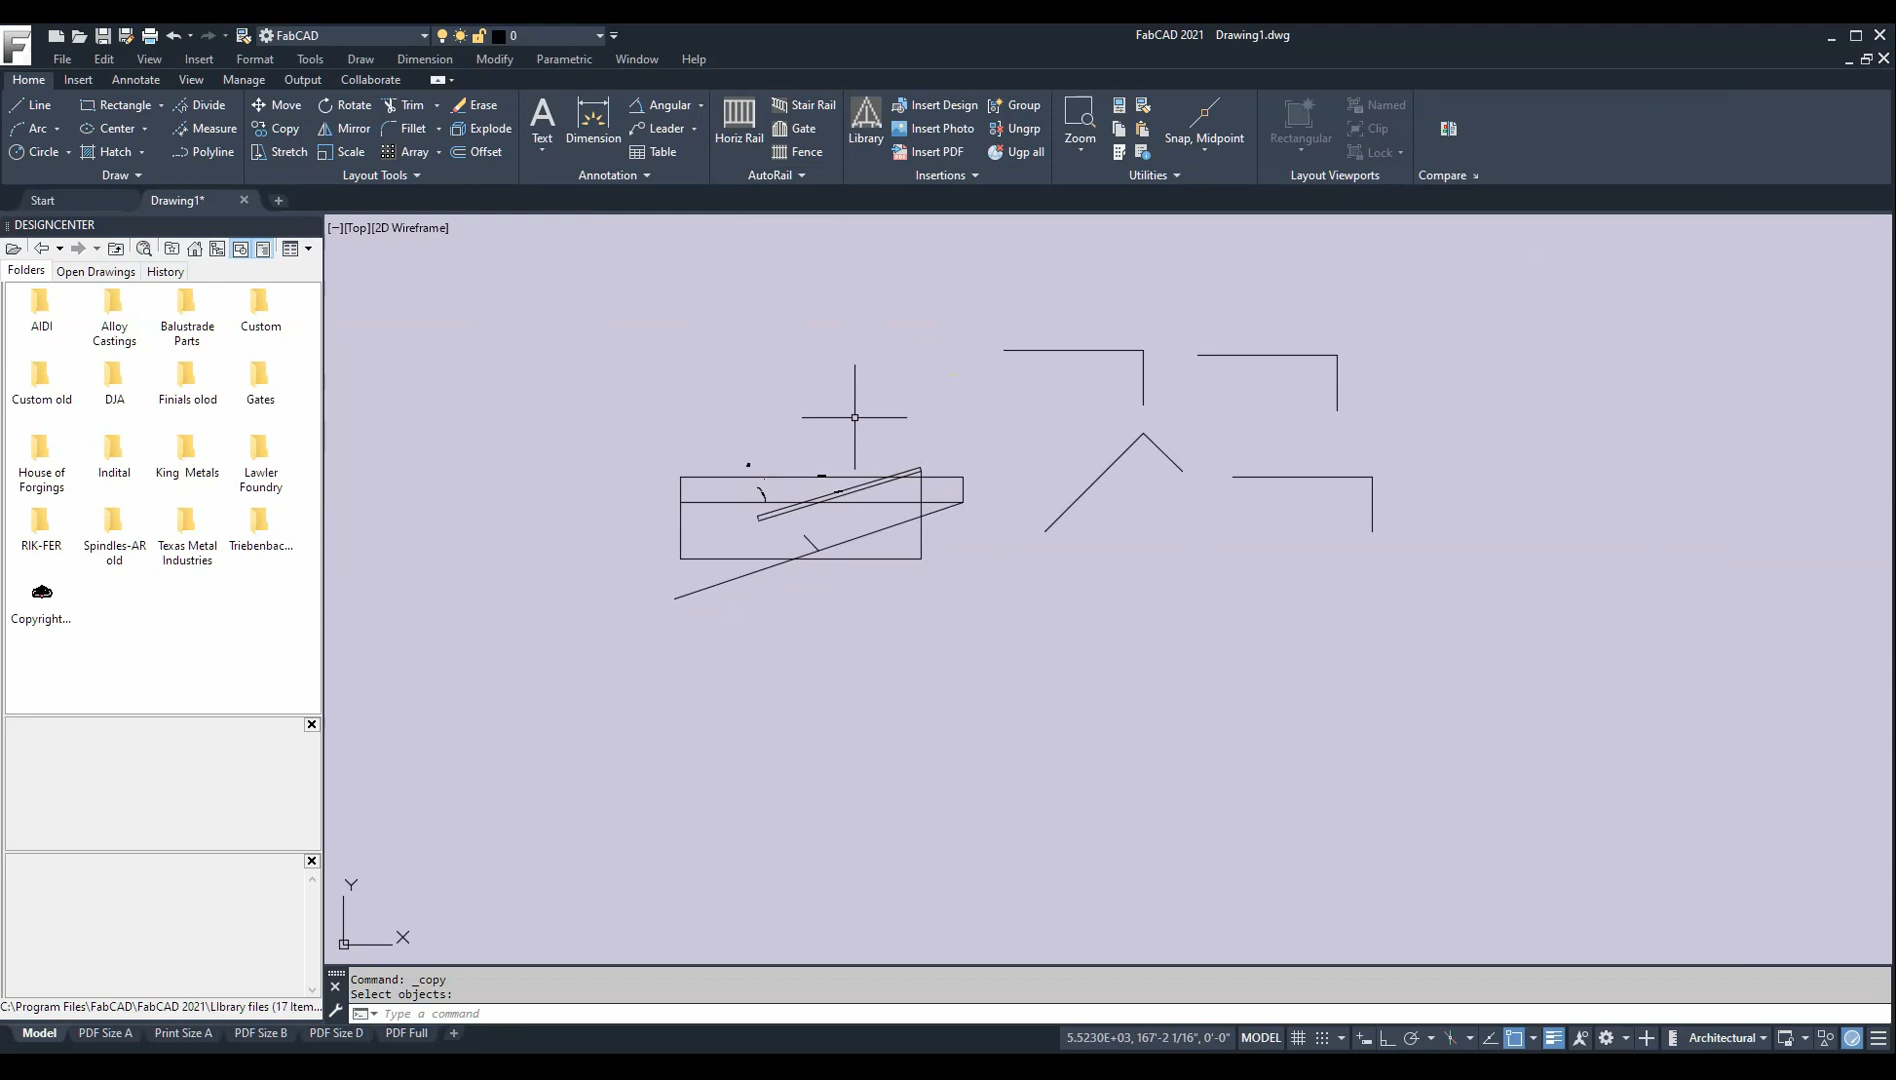 F FabCAD 0 FabCAD 2021 Drawing1.dwg
File Edit View Insert Format Tools Draw Dimension Modify Parametric Window Help
Home Insert Annotate View Manage Output Collaborate
Line Rectangle Divide Move Rotate Trim Erase Angular Stair Rail Insert Design Group Named
Arc Center Measure Copy Mirror Fillet Explode Text Dimension Leader Horiz Rail Gate Library Insert Photo Ungrp Zoom Snap, Midpoint Rectangular Clip
Circle Hatch Polyline Stretch Scale Array Offset Table Fence Insert PDF Ugp all Lock
Draw Layout Tools Annotation AutoRail Insertions Utilities Layout Viewports Compare
Start Drawing1*
DESIGNCENTER
[−][Top][2D Wireframe]
Folders Open Drawings History
AIDI Alloy Castings Balustrade Parts Custom
Custom old DJA Finials olod Gates
House of Forgings Indital King Metals Lawler Foundry
RIK-FER Spindles-AR old Texas Metal Industries Triebenbac...
Copyright...
Y
X
Command: _copy
Select objects:
Type a command
C:\Program Files\FabCAD\FabCAD 2021\LIbrary files (17 Item...
Model PDF Size A Print Size A PDF Size B PDF Size D PDF Full
5.5230E+03, 167'-2 1/16", 0'-0" MODEL Architectural